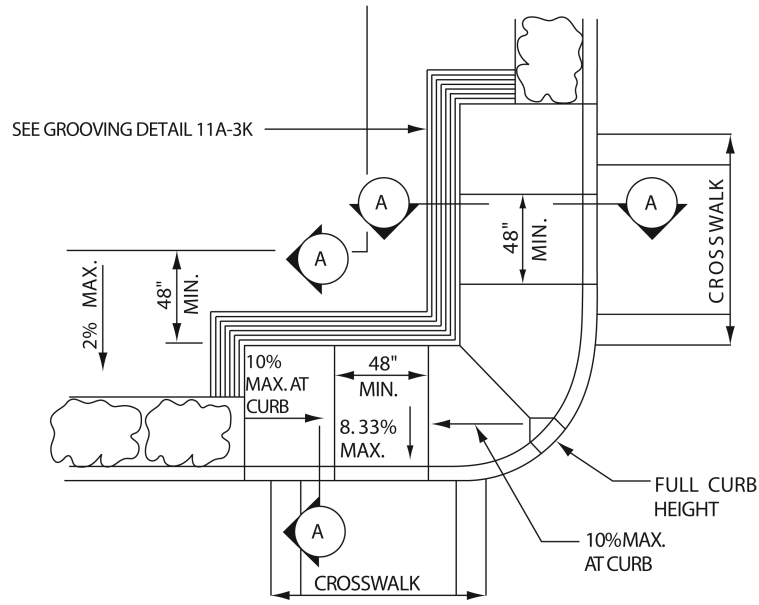 SEE GROOVING DETAIL 11A-3K
A
A
A
48"
MIN.
CROSSWALK
2% MAX.
48"
MIN.
10%
MAX. AT
CURB
48"
MIN.
8.33%
MAX.
FULL CURB
HEIGHT
A
10% MAX.
AT CURB
CROSSWALK